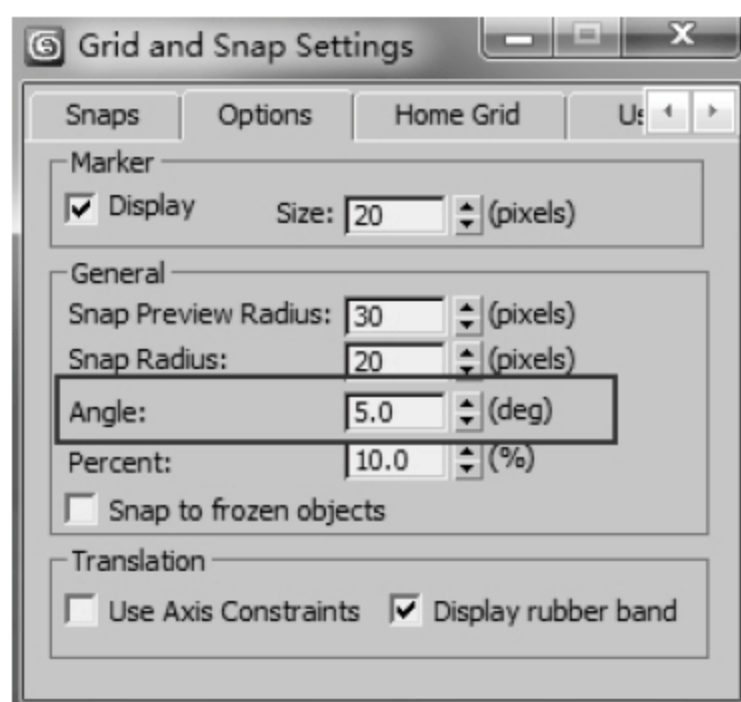 Grid and Snap Settings
Snaps Options Home Grid Us
Marker
Display Size: 20 (pixels)
General
Snap Preview Radius: 30 (pixels)
Snap Radius: 20 (pixels)
Angle: 5.0 (deg)
Percent: 10.0 (%)
Snap to frozen objects
Translation
Use Axis Constraints Display rubber band